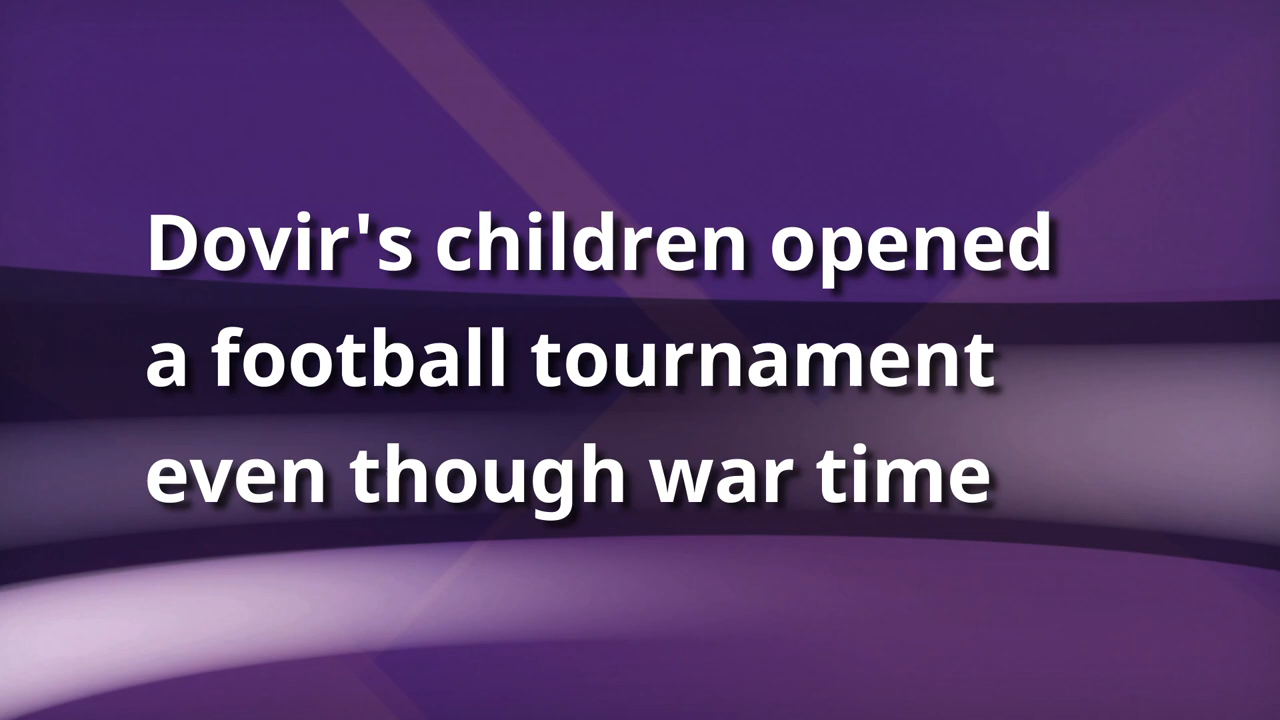 Dovir's children opened
a football tournament
even though war time